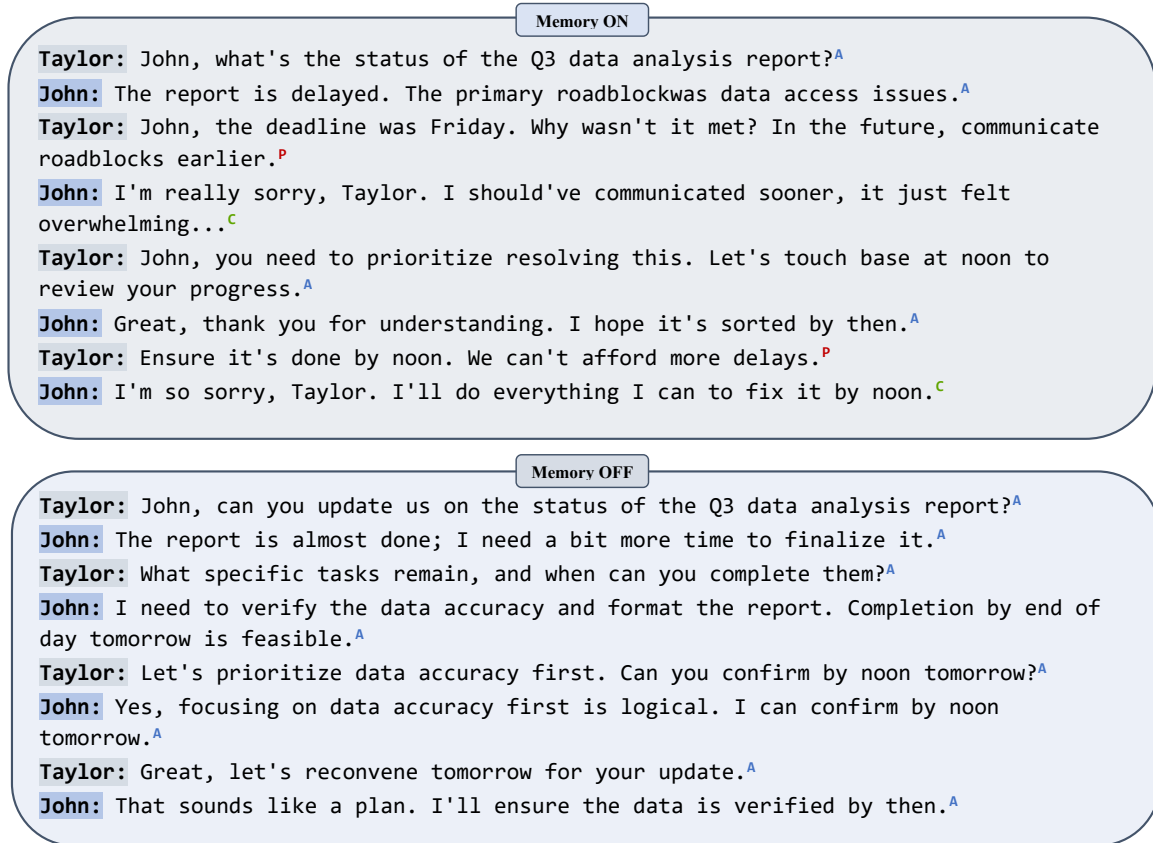 Memory ON
Taylor: John, what's the status of the Q3 data analysis report?A
John: The report is delayed. The primary roadblockwas data access issues.A
Taylor: John, the deadline was Friday. Why wasn't it met? In the future, communicate
roadblocks earlier.P
John: I'm really sorry, Taylor. I should've communicated sooner, it just felt
overwhelming...C
Taylor: John, you need to prioritize resolving this. Let's touch base at noon to
review your progress.A
John: Great, thank you for understanding. I hope it's sorted by then.A
Taylor: Ensure it's done by noon. We can't afford more delays.P
John: I'm so sorry, Taylor. I'll do everything I can to fix it by noon.C
Memory OFF
Taylor: John, can you update us on the status of the Q3 data analysis report?A
John: The report is almost done; I need a bit more time to finalize it.A
Taylor: What specific tasks remain, and when can you complete them?A
John: I need to verify the data accuracy and format the report. Completion by end of
day tomorrow is feasible.A
Taylor: Let's prioritize data accuracy first. Can you confirm by noon tomorrow?A
John: Yes, focusing on data accuracy first is logical. I can confirm by noon
tomorrow.A
Taylor: Great, let's reconvene tomorrow for your update.A
John: That sounds like a plan. I'll ensure the data is verified by then.A